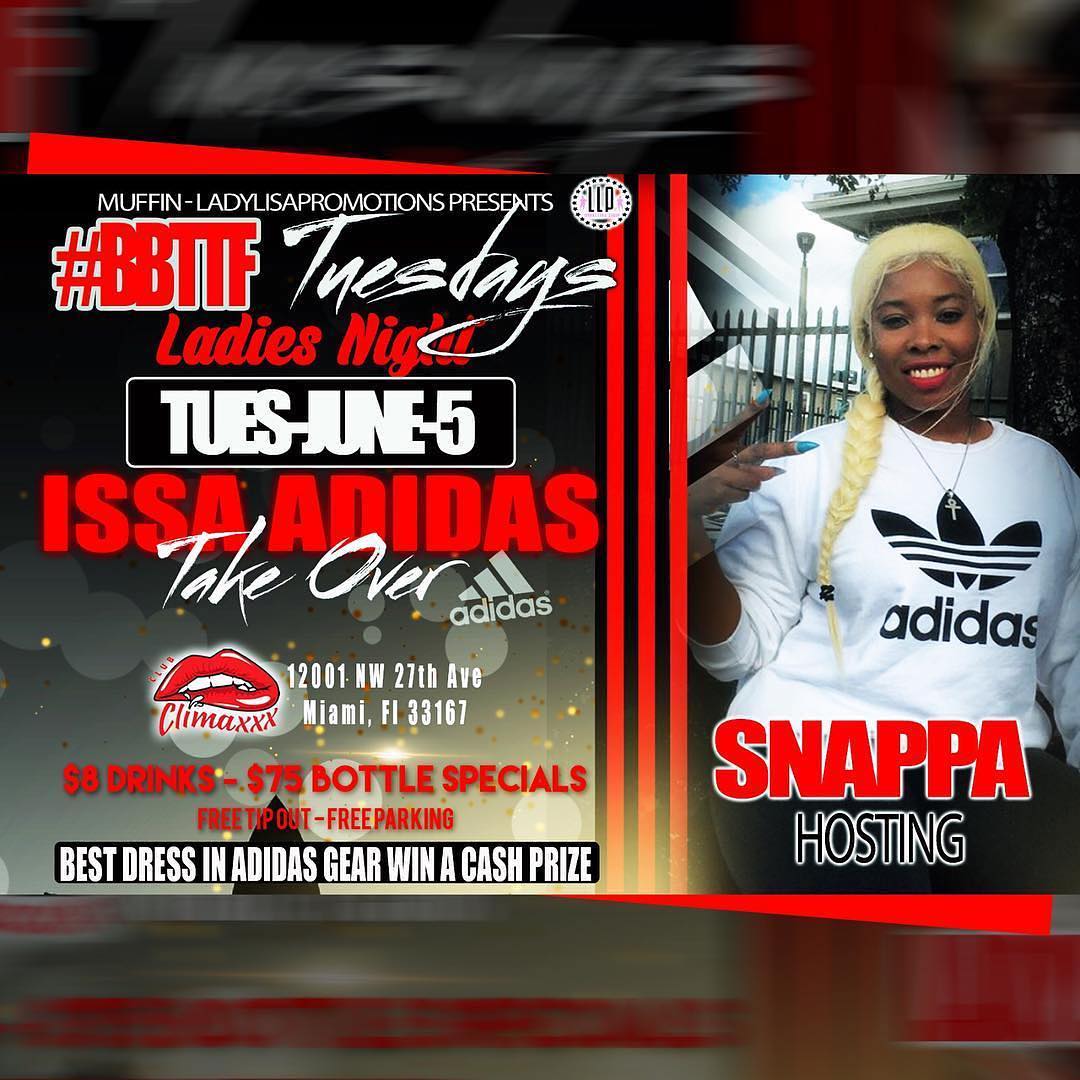 MUFFIN - LADYLISAPROMOTIONS PRESENTS
LLP
#BBTTF Tuesdays
Ladies Night
TUES-JUNE-5
ISSA ADIDAS
Take Over
adidas
CLUB
Climaxxx
12001 NW 27th Ave
Miami, Fl 33167
$8 DRINKS - $75 BOTTLE SPECIALS
FREE TIP OUT - FREE PARKING
BEST DRESS IN ADIDAS GEAR WIN A CASH PRIZE
adidas
SNAPPA
HOSTING